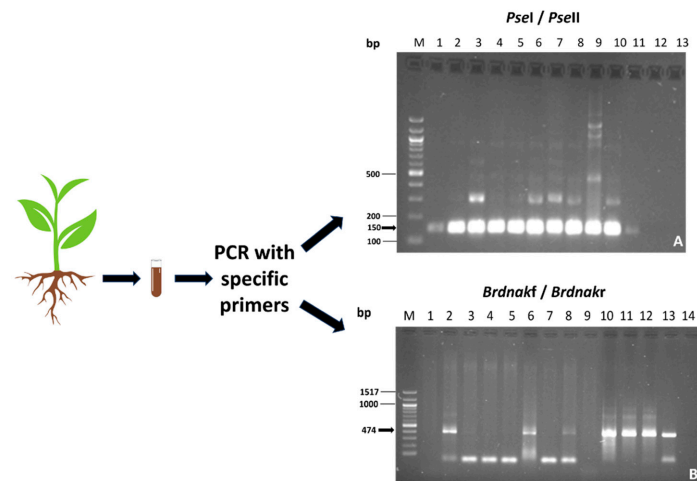 PseI / PseII
bp M 1 2 3 4 5 6 7 8 9 10 11 12 13
500
200
150
100
A
PCR with
specific
primers
Brdnakf / Brdnakr
bp M 1 2 3 4 5 6 7 8 9 10 11 12 13 14
1517
1000
474
B